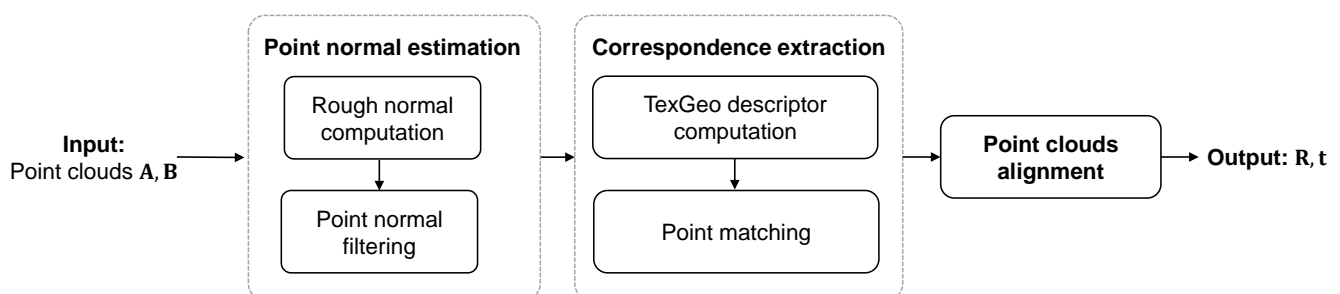 Input:
Point clouds A, B
Point normal estimation
Rough normal
computation
Point normal
filtering
Correspondence extraction
TexGeo descriptor
computation
Point matching
Point clouds
alignment
Output: R, t